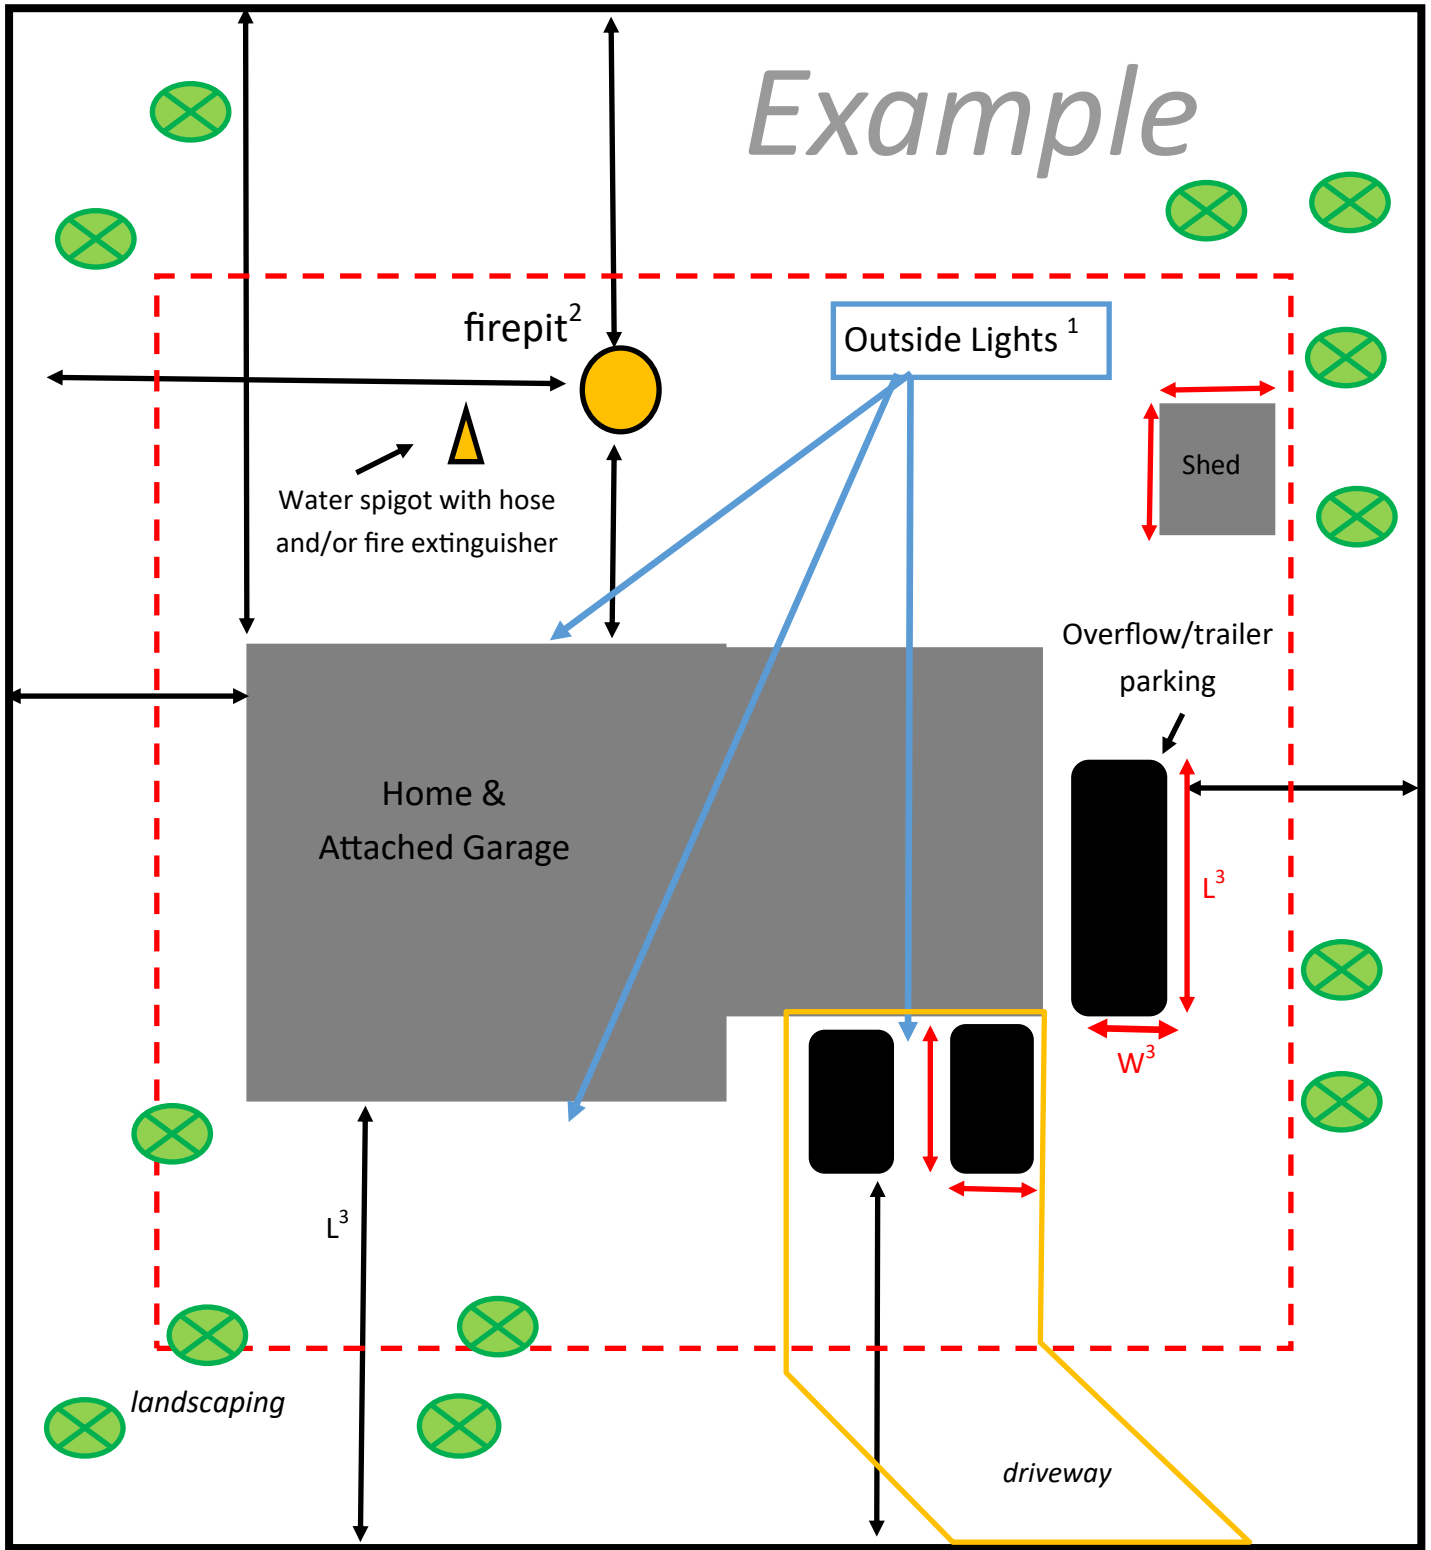 Example
firepit²
Outside Lights ¹
Shed
Water spigot with hose
and/or fire extinguisher
Overflow/trailer
parking
Home &
Attached Garage
L³
W³
L³
landscaping
driveway